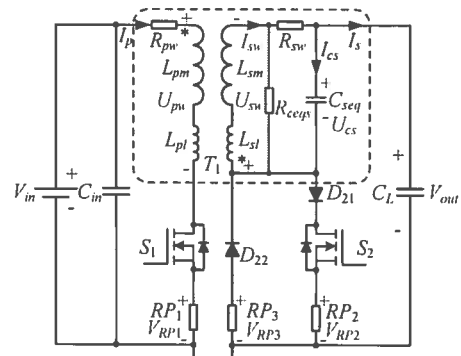 I_p
R_pw
*
I_sw
R_sw
I_s
I_cs
L_pm
L_sm
C_seq
U_pw
U_sw
R_ceqs
U_cs
L_pl
L_sl
T_1
*
V_in
C_in
D_21
C_L
V_out
S_1
D_22
S_2
RP_1
V_RP1
RP_3
V_RP3
RP_2
V_RP2